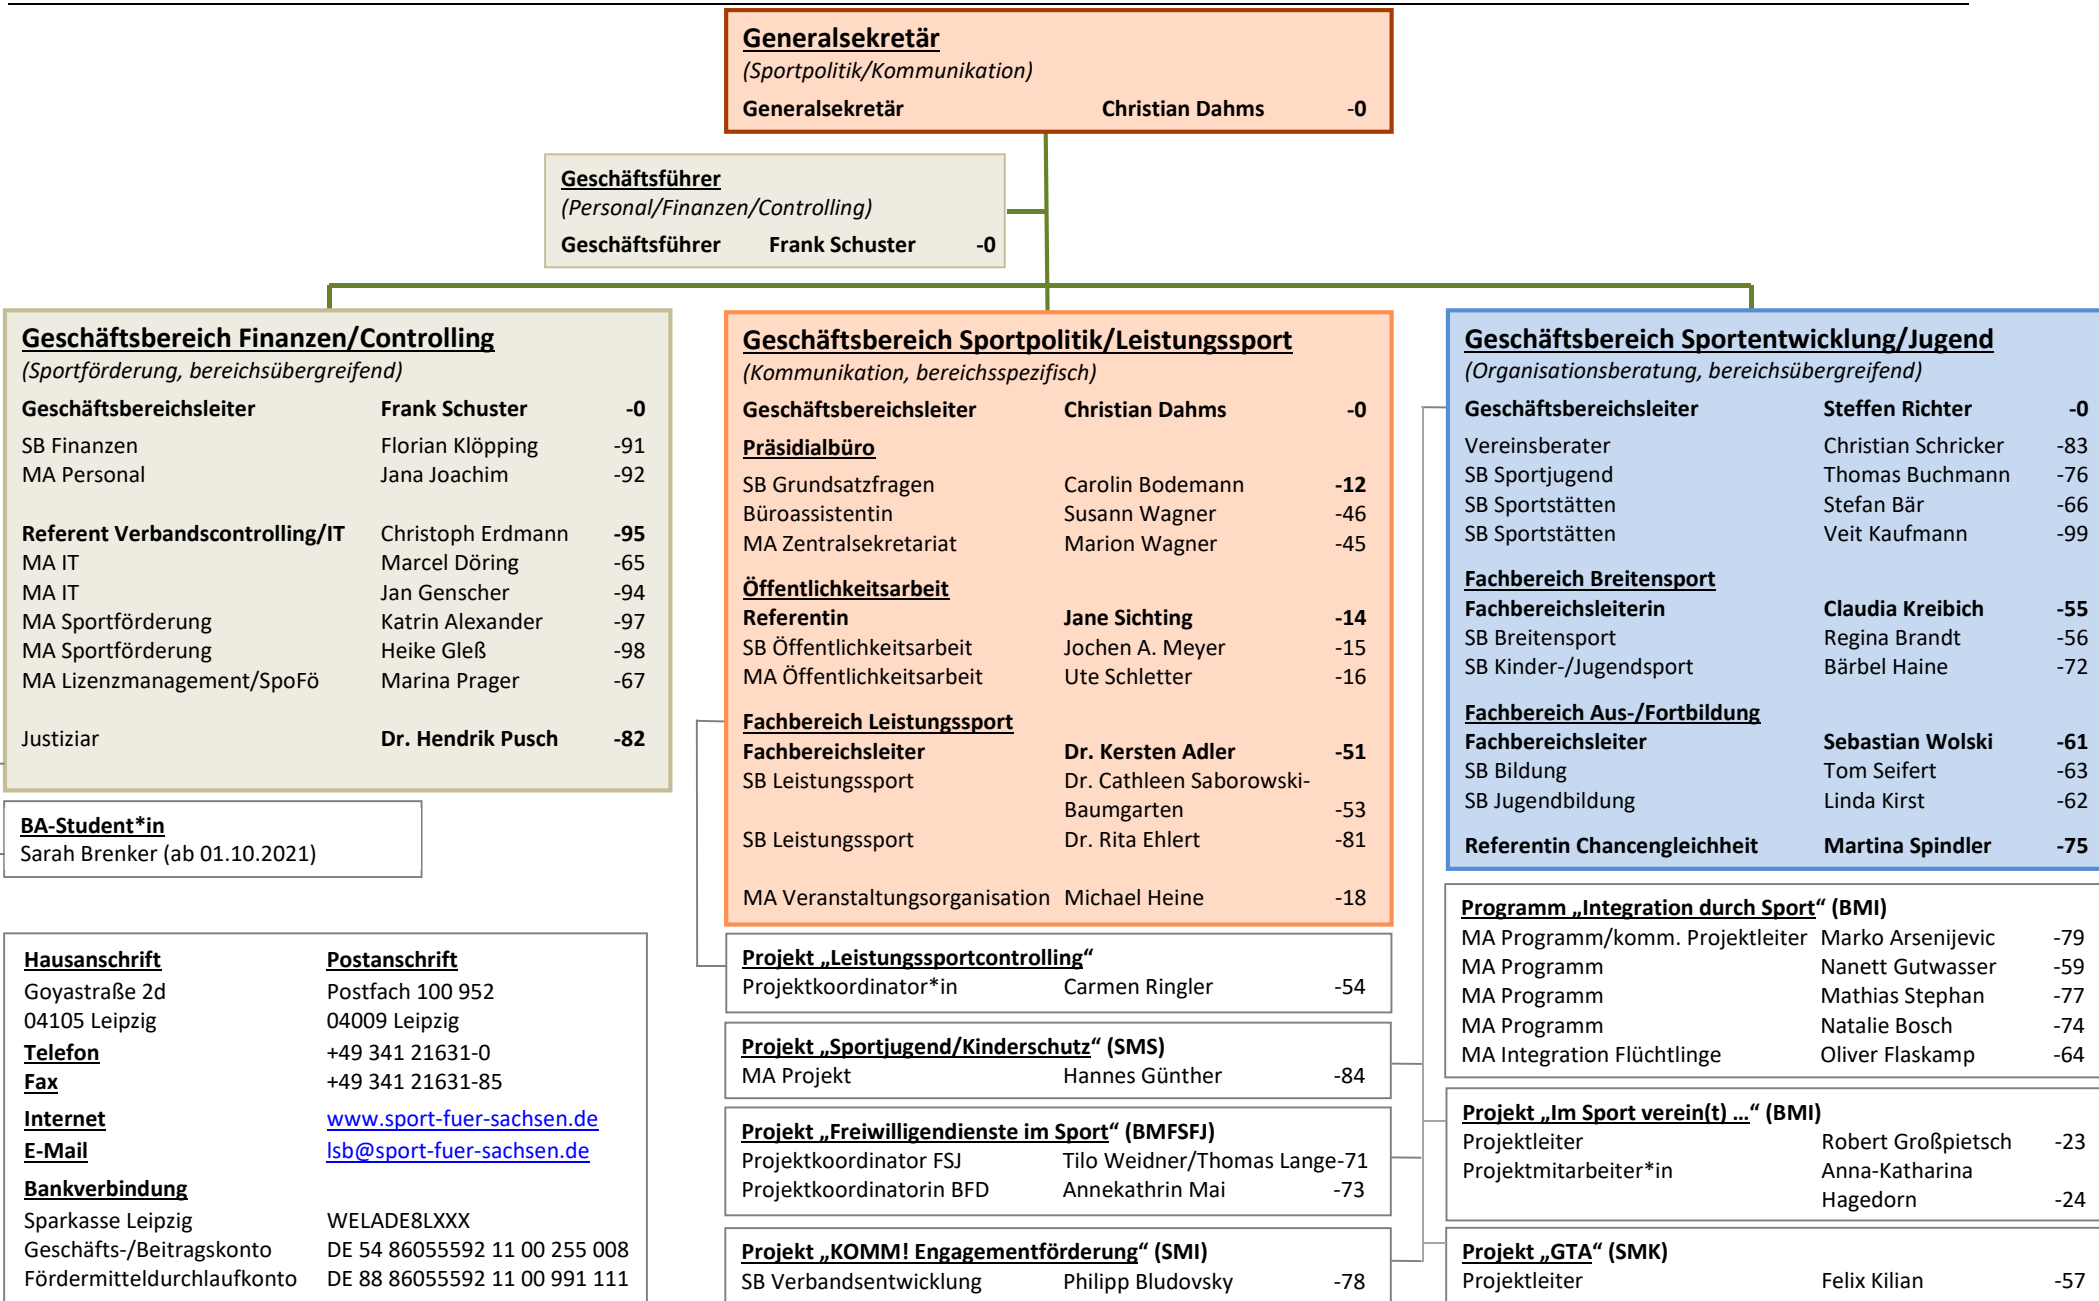 Generalsekretär
(Sportpolitik/Kommunikation)
Generalsekretär Christian Dahms -0
Geschäftsführer
(Personal/Finanzen/Controlling)
Geschäftsführer Frank Schuster -0
Geschäftsbereich Finanzen/Controlling
(Sportförderung, bereichsübergreifend)
Geschäftsbereichsleiter Frank Schuster -0
SB Finanzen Florian Klöpping -91
MA Personal Jana Joachim -92
Referent Verbandscontrolling/IT Christoph Erdmann -95
MA IT Marcel Döring -65
MA IT Jan Genscher -94
MA Sportförderung Katrin Alexander -97
MA Sportförderung Heike Gleß -98
MA Lizenzmanagement/SpoFö Marina Prager -67
Justiziar Dr. Hendrik Pusch -82
BA-Student*in
Sarah Brenker (ab 01.10.2021)
Hausanschrift Postanschrift
Goyastraße 2d Postfach 100 952
04105 Leipzig 04009 Leipzig
Telefon +49 341 21631-0
Fax +49 341 21631-85
Internet www.sport-fuer-sachsen.de
E-Mail lsb@sport-fuer-sachsen.de
Bankverbindung
Sparkasse Leipzig WELADE8LXXX
Geschäfts-/Beitragskonto DE 54 86055592 11 00 255 008
Fördermitteldurchlaufkonto DE 88 86055592 11 00 991 111
Geschäftsbereich Sportpolitik/Leistungssport
(Kommunikation, bereichsspezifisch)
Geschäftsbereichsleiter Christian Dahms -0
Präsidialbüro
SB Grundsatzfragen Carolin Bodemann -12
Büroassistentin Susann Wagner -46
MA Zentralsekretariat Marion Wagner -45
Öffentlichkeitsarbeit
Referentin Jane Sichting -14
SB Öffentlichkeitsarbeit Jochen A. Meyer -15
MA Öffentlichkeitsarbeit Ute Schletter -16
Fachbereich Leistungssport
Fachbereichsleiter Dr. Kersten Adler -51
SB Leistungssport Dr. Cathleen Saborowski-
Baumgarten -53
SB Leistungssport Dr. Rita Ehlert -81
MA Veranstaltungsorganisation Michael Heine -18
Projekt „Leistungssportcontrolling“
Projektkoordinator*in Carmen Ringler -54
Projekt „Sportjugend/Kinderschutz“ (SMS)
MA Projekt Hannes Günther -84
Projekt „Freiwilligendienste im Sport“ (BMFSFJ)
Projektkoordinator FSJ Tilo Weidner/Thomas Lange-71
Projektkoordinatorin BFD Annekathrin Mai -73
Projekt „KOMM! Engagementförderung“ (SMI)
SB Verbandsentwicklung Philipp Bludovsky -78
Geschäftsbereich Sportentwicklung/Jugend
(Organisationsberatung, bereichsübergreifend)
Geschäftsbereichsleiter Steffen Richter -0
Vereinsberater Christian Schricker -83
SB Sportjugend Thomas Buchmann -76
SB Sportstätten Stefan Bär -66
SB Sportstätten Veit Kaufmann -99
Fachbereich Breitensport
Fachbereichsleiterin Claudia Kreibich -55
SB Breitensport Regina Brandt -56
SB Kinder-/Jugendsport Bärbel Haine -72
Fachbereich Aus-/Fortbildung
Fachbereichsleiter Sebastian Wolski -61
SB Bildung Tom Seifert -63
SB Jugendbildung Linda Kirst -62
Referentin Chancengleichheit Martina Spindler -75
Programm „Integration durch Sport“ (BMI)
MA Programm/komm. Projektleiter Marko Arsenijevic -79
MA Programm Nanett Gutwasser -59
MA Programm Mathias Stephan -77
MA Programm Natalie Bosch -74
MA Integration Flüchtlinge Oliver Flaskamp -64
Projekt „Im Sport verein(t) …“ (BMI)
Projektleiter Robert Großpietsch -23
Projektmitarbeiter*in Anna-Katharina
Hagedorn -24
Projekt „GTA“ (SMK)
Projektleiter Felix Kilian -57